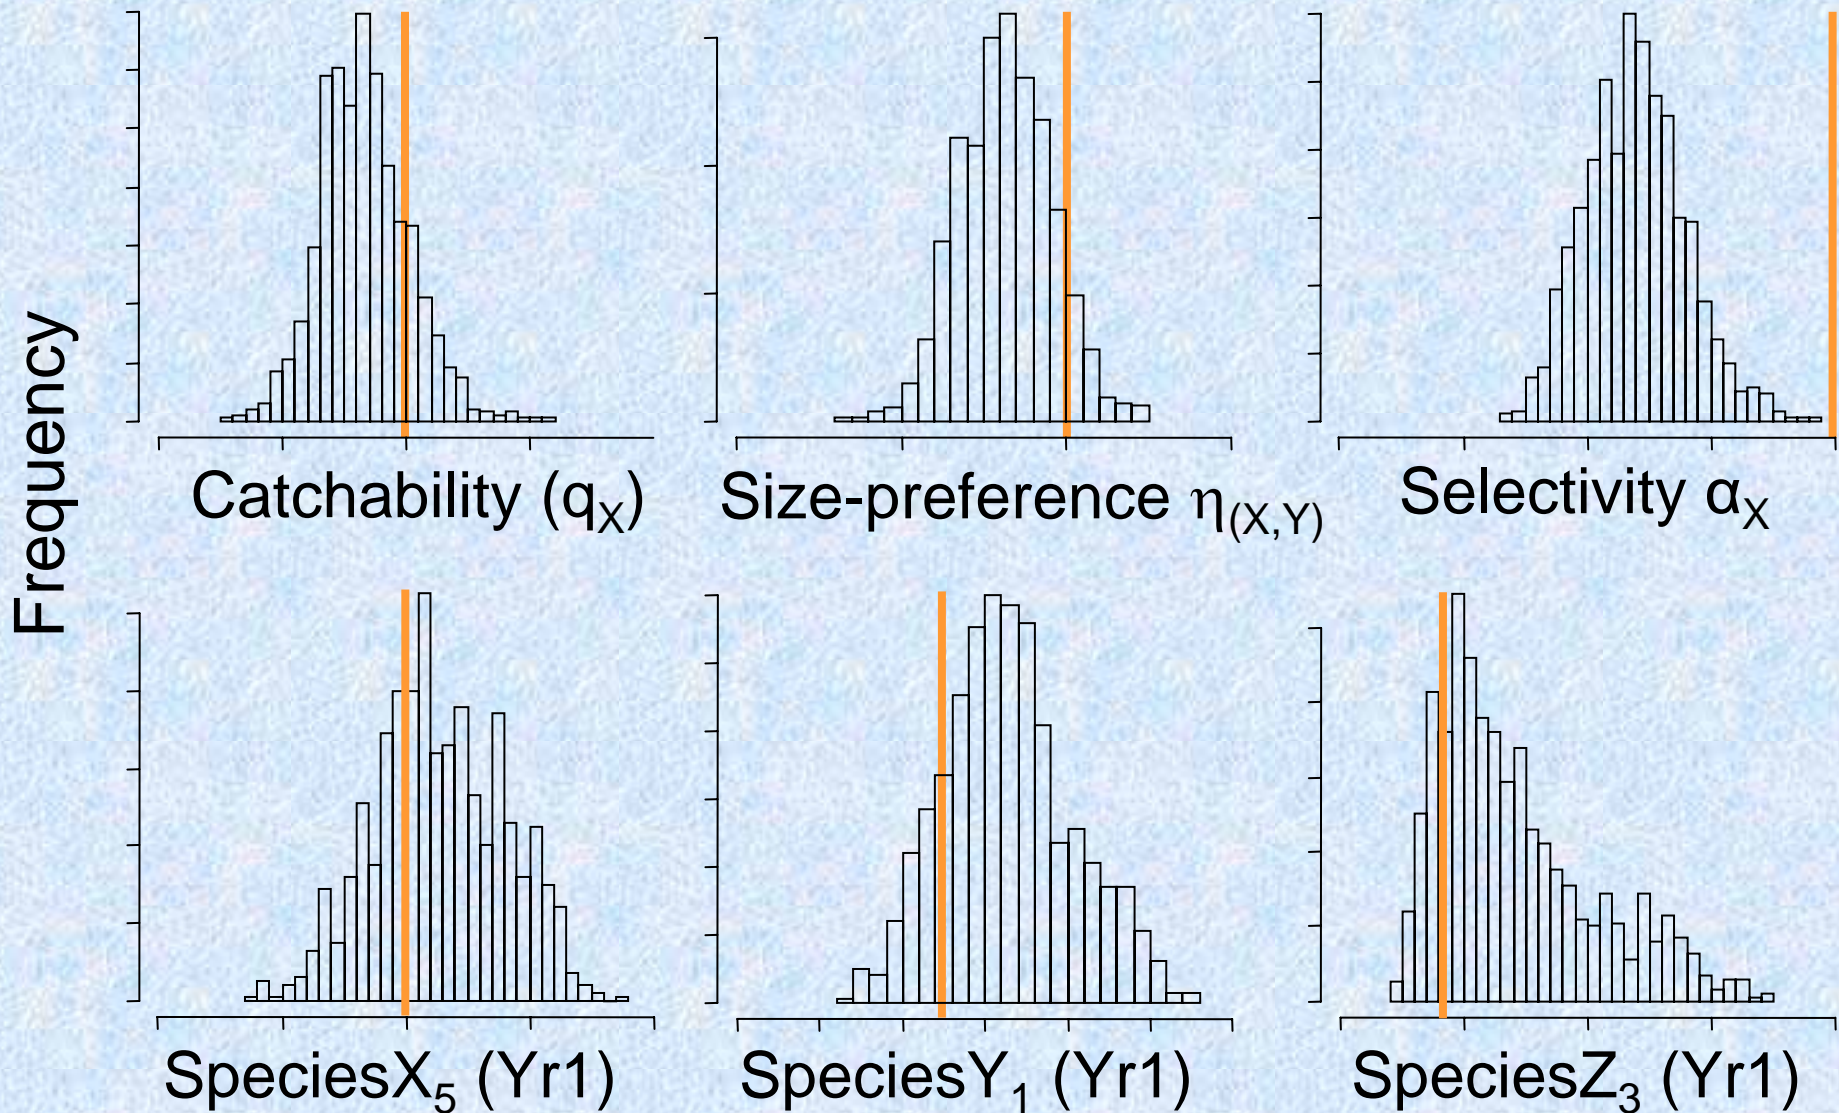 Frequency
Catchability (qX)
Size-preference η(X,Y)
Selectivity αX
SpeciesX5 (Yr1)
SpeciesY1 (Yr1)
SpeciesZ3 (Yr1)